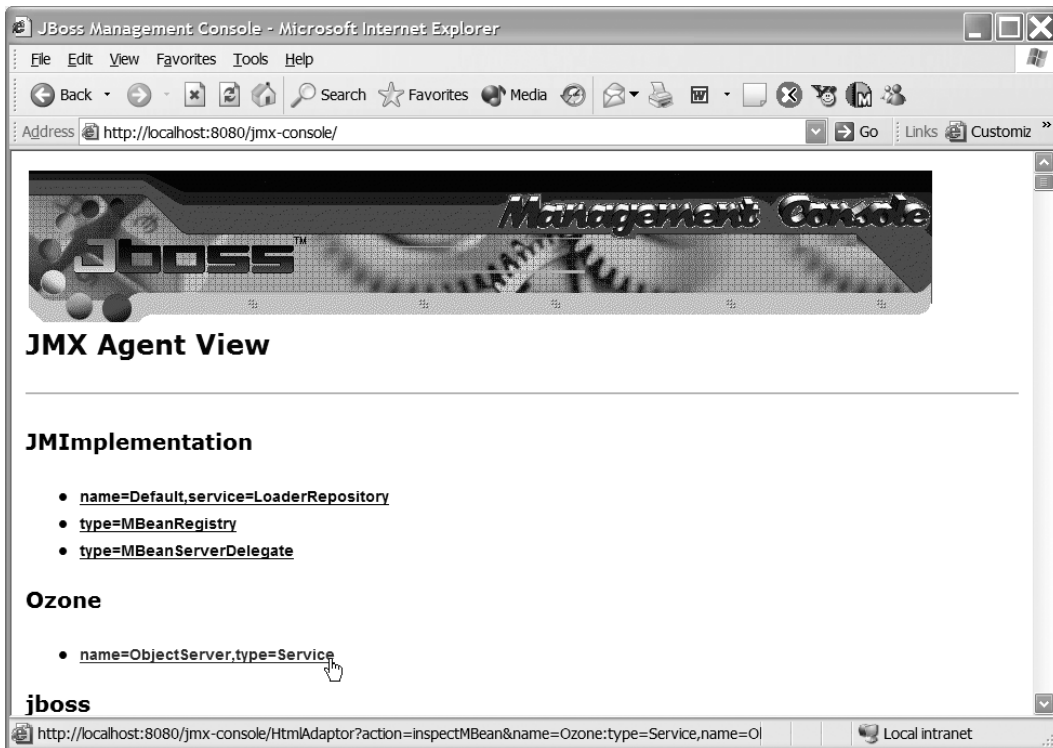 JBoss Management Console - Microsoft Internet Explorer
File Edit View Favorites Tools Help
Back Search Favorites Media
Address http://localhost:8080/jmx-console/ Go Links Customiz »
Management Console
JBoss™
JMX Agent View
JMImplementation
• name=Default,service=LoaderRepository
• type=MBeanRegistry
• type=MBeanServerDelegate
Ozone
• name=ObjectServer,type=Service
jboss
http://localhost:8080/jmx-console/HtmlAdaptor?action=inspectMBean&name=Ozone:type=Service,name=Ol Local intranet